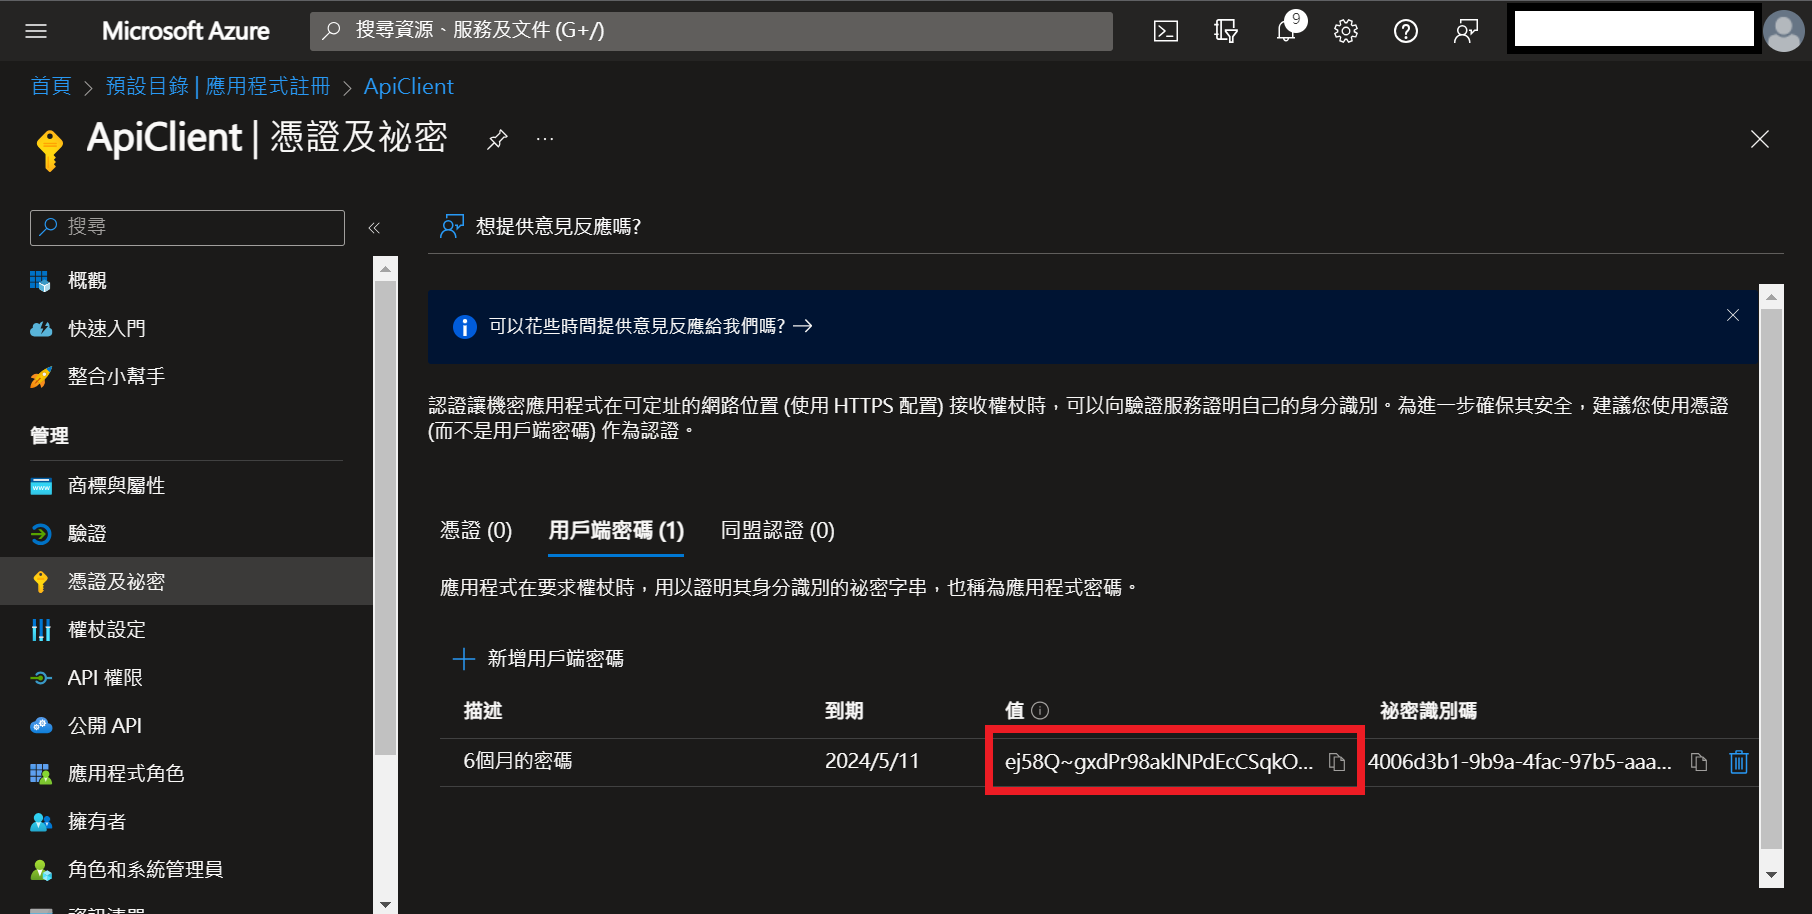 Microsoft Azure
搜尋資源、服務及文件 (G+/)
9
首頁 > 預設目錄 | 應用程式註冊 > ApiClient
ApiClient | 憑證及祕密
...
搜尋
«
概觀
快速入門
整合小幫手
管理
商標與屬性
驗證
憑證及祕密
權杖設定
API 權限
公開 API
應用程式角色
擁有者
角色和系統管理員
想提供意見反應嗎?
可以花些時間提供意見反應給我們嗎? →
認證讓機密應用程式在可定址的網路位置 (使用 HTTPS 配置) 接收權杖時，可以向驗證服務證明自己的身分識別。為進一步確保其安全，建議您使用憑證
(而不是用戶端密碼) 作為認證。
憑證 (0) 用戶端密碼 (1) 同盟認證 (0)
應用程式在要求權杖時，用以證明其身分識別的祕密字串，也稱為應用程式密碼。
新增用戶端密碼
描述 到期 值 祕密識別碼
6個月的密碼 2024/5/11 ej58Q~gxdPr98aklNPdEcCSqkO... 4006d3b1-9b9a-4fac-97b5-aaa...